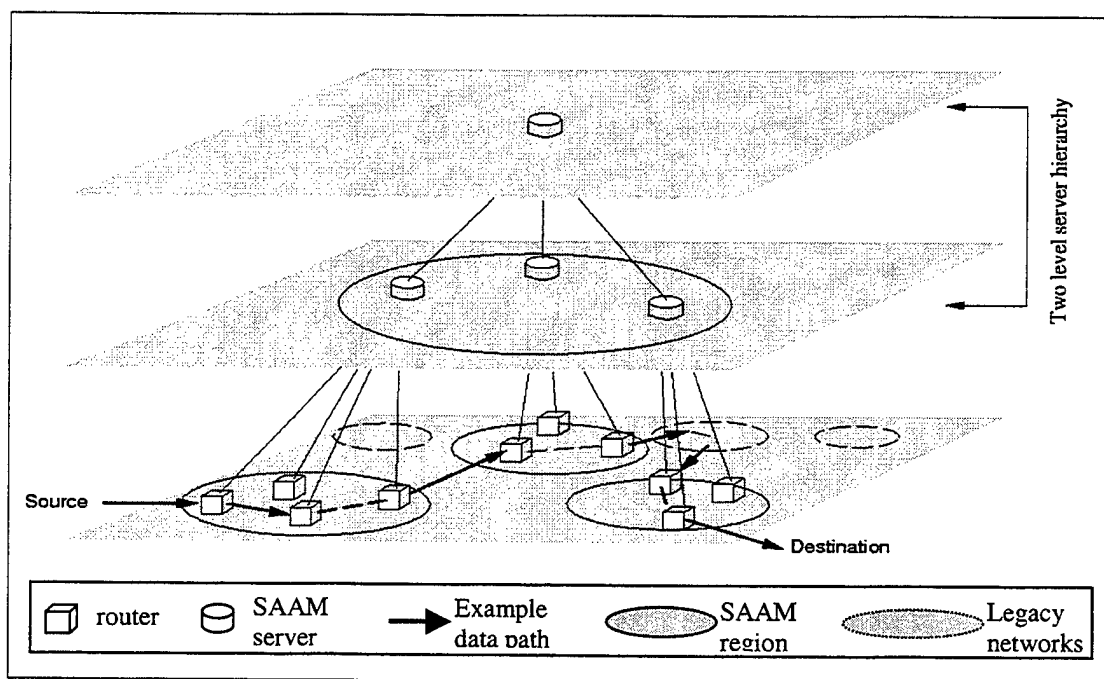 Two level server hierarchy
Source
Destination
router
SAAM
server
Example
data path
SAAM
region
Legacy
networks